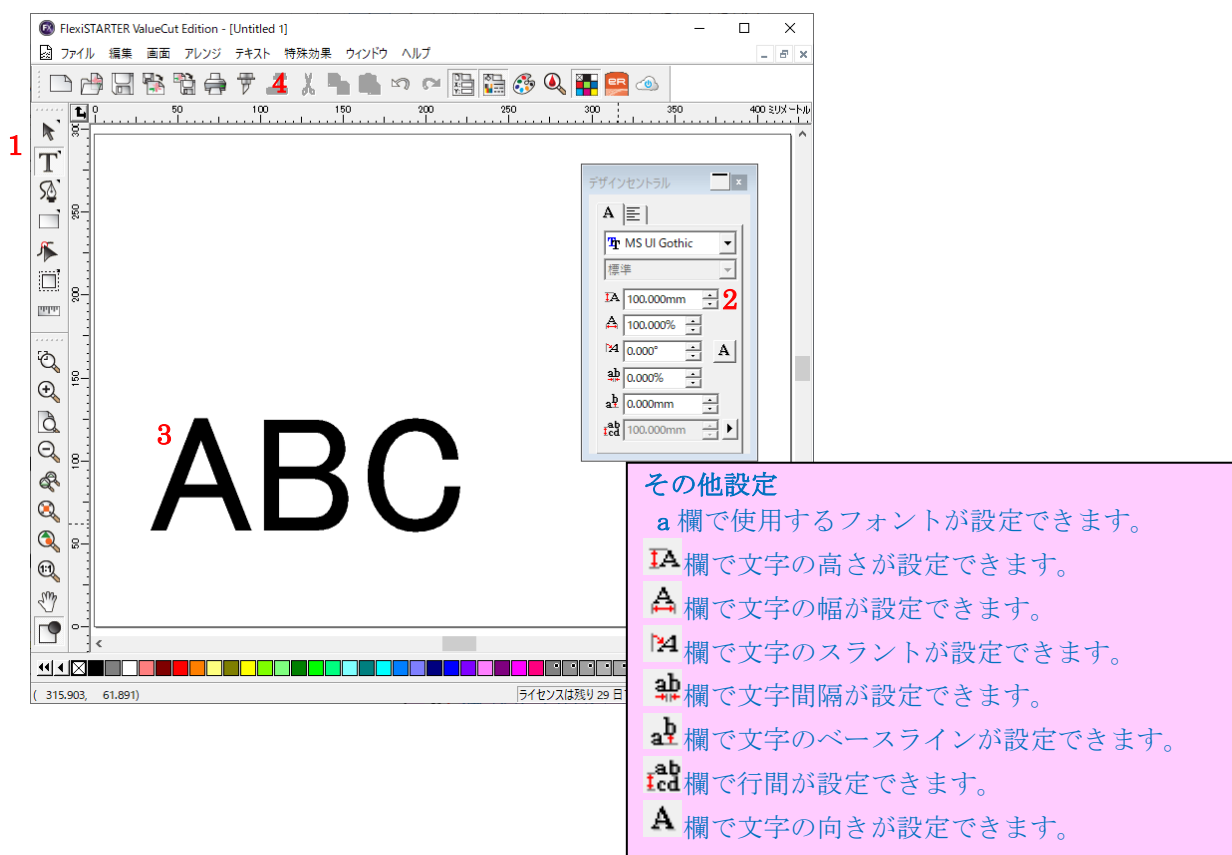 FlexiSTARTER ValueCut Edition - [Untitled 1]
ファイル 編集 画面 アレンジ テキスト 特殊効果 ウィンドウ ヘルプ
4
0 50 100 150 200 250 300 350 400 ミリメートル
300
1
250
200
150
100
50
0
デザインセントラル
A
MS UI Gothic
標準
100.000mm 2
100.000%
0.000° A
0.000%
0.000mm
100.000mm
3
ABC
( 315.903, 61.891)
ライセンスは残り 29 日
その他設定
a 欄で使用するフォントが設定できます。
欄で文字の高さが設定できます。
欄で文字の幅が設定できます。
欄で文字のスラントが設定できます。
欄で文字間隔が設定できます。
欄で文字のベースラインが設定できます。
欄で行間が設定できます。
A 欄で文字の向きが設定できます。